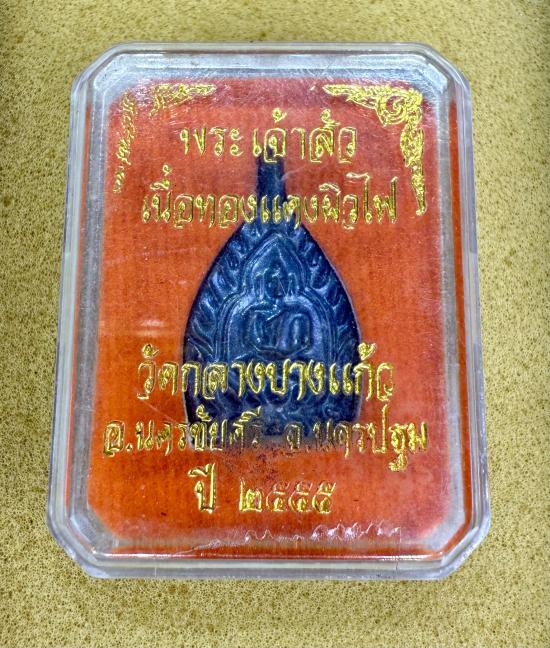 พระเจ้าสัว
เนื้อทองแดงผิวไฟ
วัดกลางบางแก้ว
อ.นครชัยศรี จ.นครปฐม
ปี ๒๕๕๕